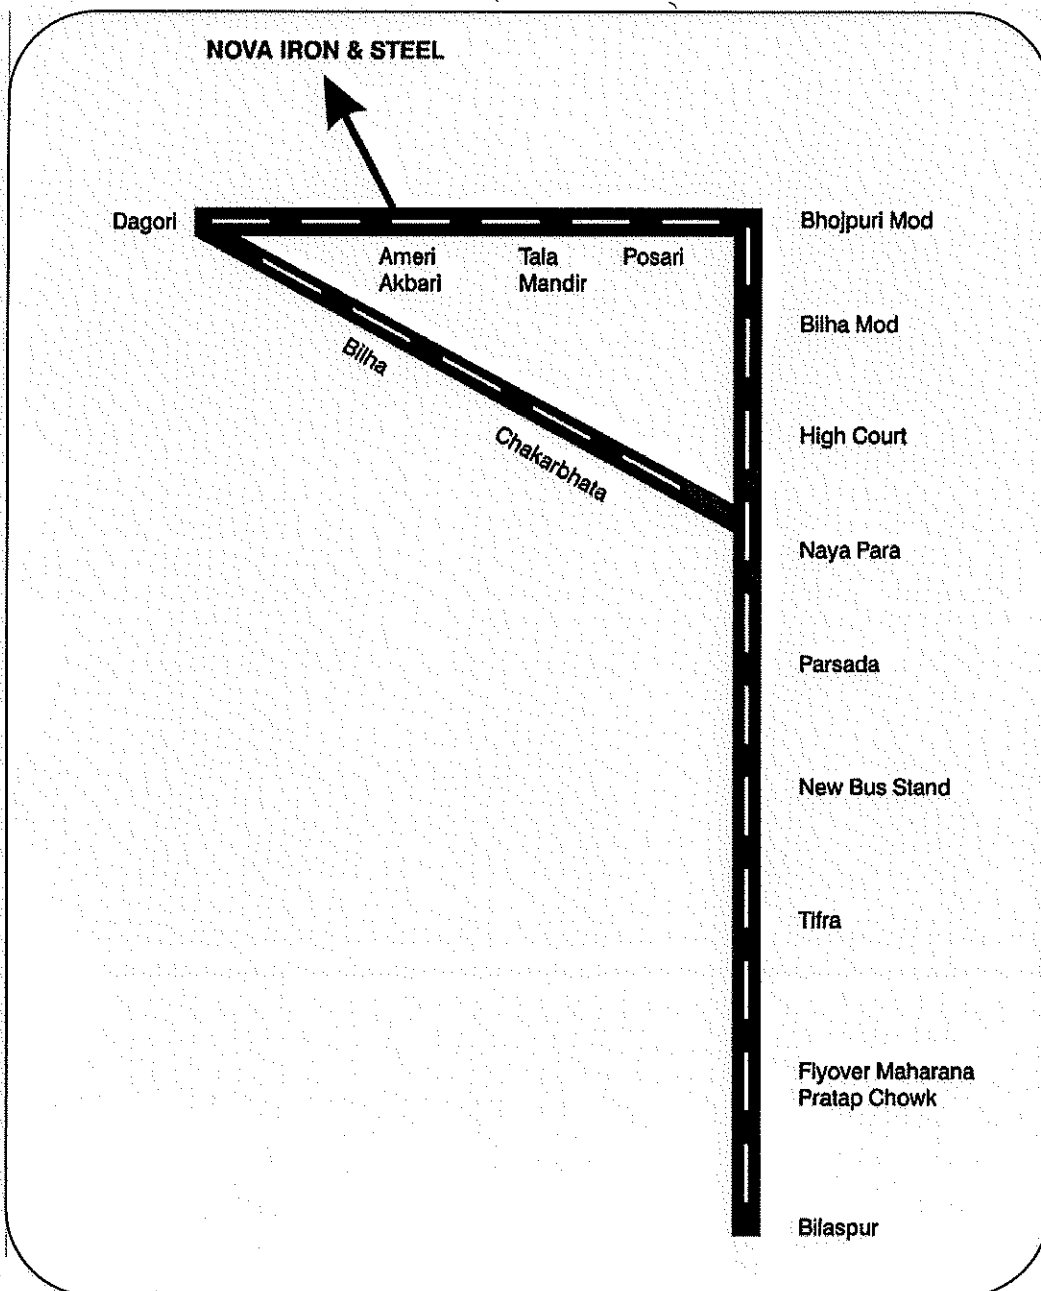 NOVA IRON & STEEL
Dagori
Bhojpuri Mod
Ameri
Akbari
Tala
Mandir
Posari
Bilha Mod
Bilha
High Court
Chakarbhata
Naya Para
Parsada
New Bus Stand
Tifra
Flyover Maharana
Pratap Chowk
Bilaspur